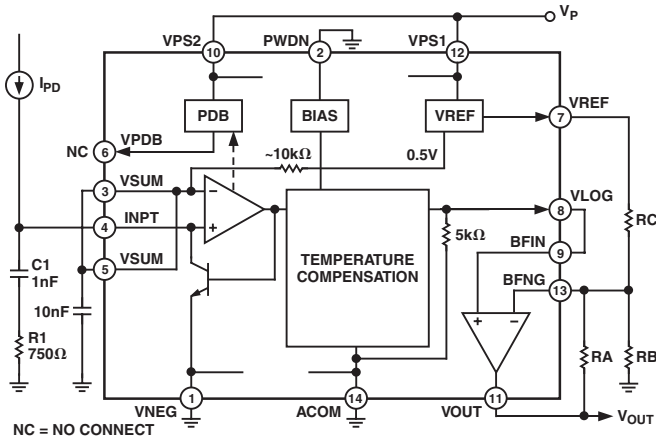 VP
VPS2
PWDN
VPS1
10
2
12
IPD
PDB
BIAS
VREF
7
VREF
NC
6
VPDB
~10kΩ
0.5V
3
VSUM
−
8
VLOG
RC
4
INPT
+
5kΩ
9
BFIN
5
VSUM
TEMPERATURE
COMPENSATION
13
BFNG
C1
1nF
10nF
+
−
R1
750Ω
RA
RB
1
14
11
VNEG
ACOM
VOUT
VOUT
NC = NO CONNECT